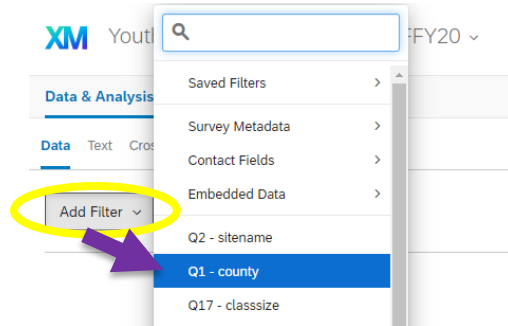 XM Yout FFY20
Saved Filters
Data & Analysis
Survey Metadata
Data Text Cros
Contact Fields
Embedded Data
Add Filter
Q2 - sitename
Q1 - county
Q17 - classsize